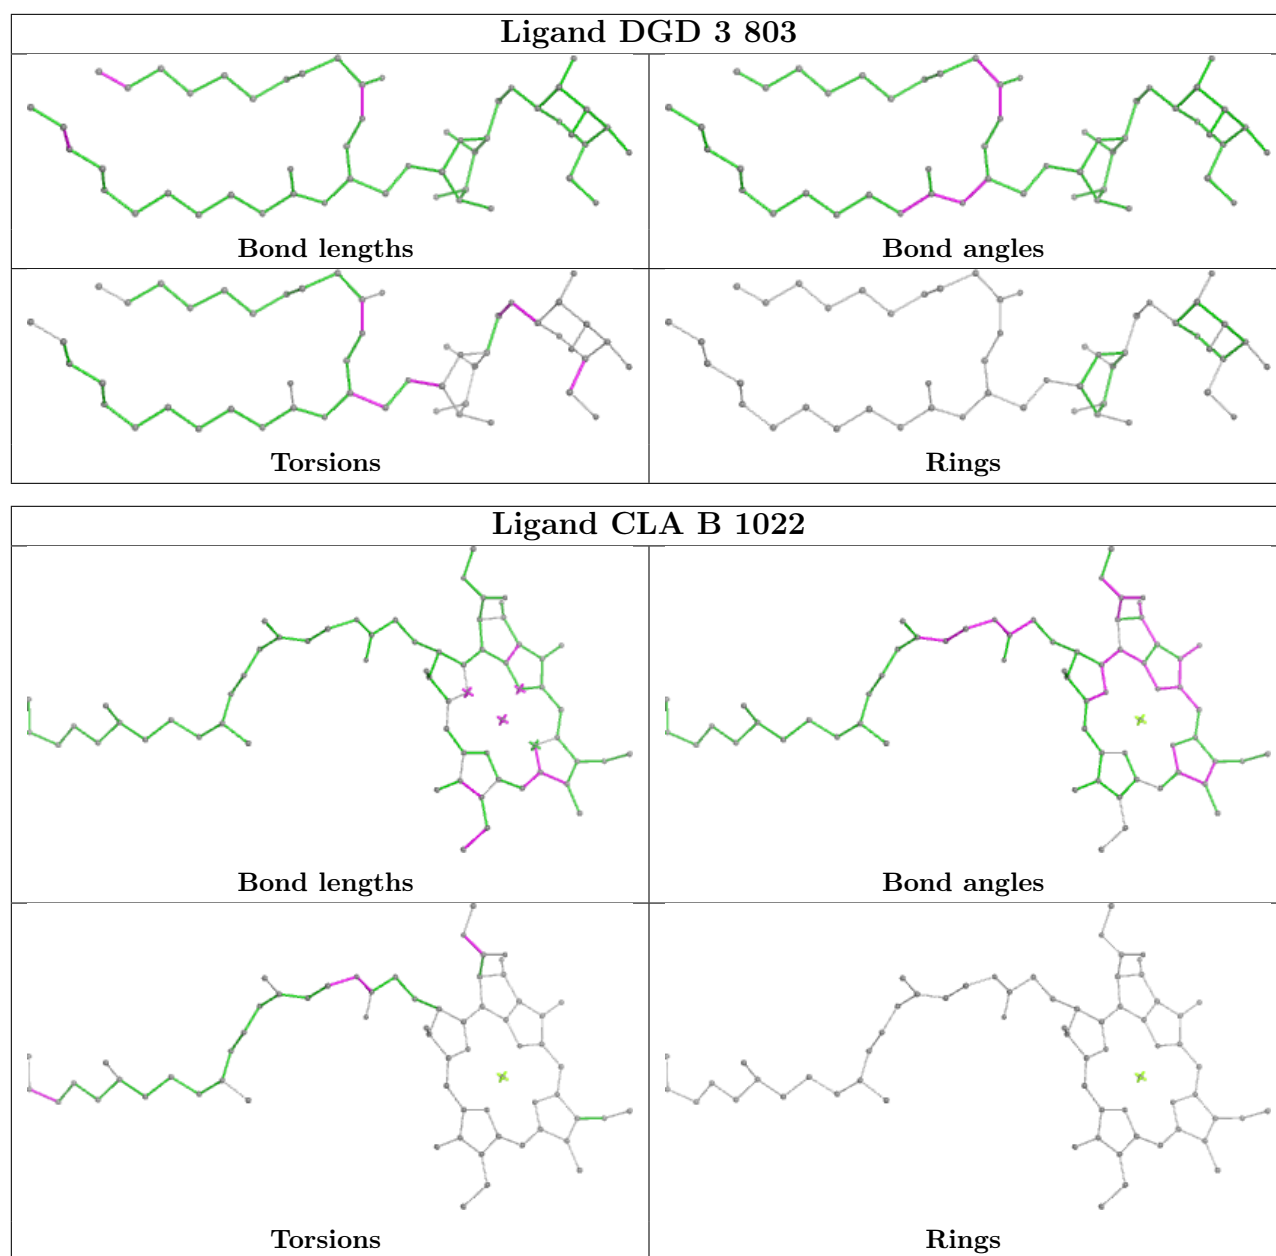 Ligand DGD 3 803
Bond lengths
Bond angles
Torsions
Rings
Ligand CLA B 1022
Bond lengths
Bond angles
Torsions
Rings